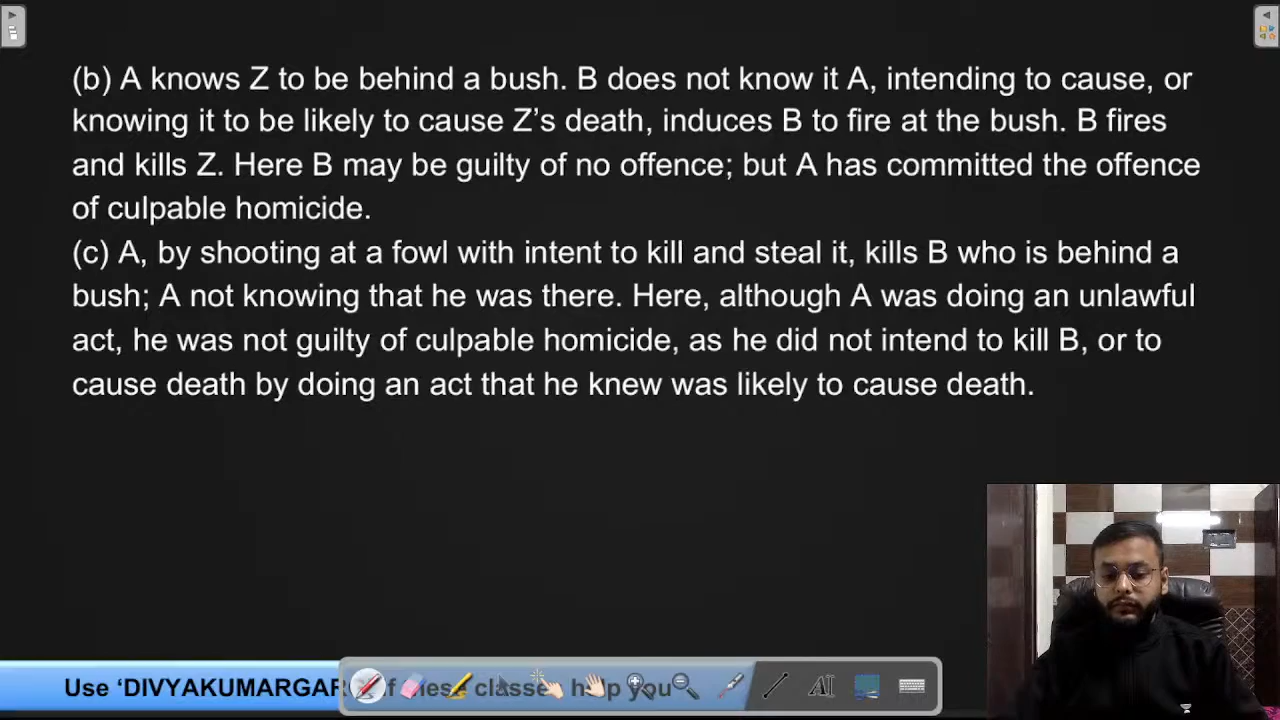 (b) A knows Z to be behind a bush. B does not know it A, intending to cause, or
knowing it to be likely to cause Z’s death, induces B to fire at the bush. B fires
and kills Z. Here B may be guilty of no offence; but A has committed the offence
of culpable homicide.
(c) A, by shooting at a fowl with intent to kill and steal it, kills B who is behind a
bush; A not knowing that he was there. Here, although A was doing an unlawful
act, he was not guilty of culpable homicide, as he did not intend to kill B, or to
cause death by doing an act that he knew was likely to cause death.
Use ‘DIVYAKUMARGAR help you